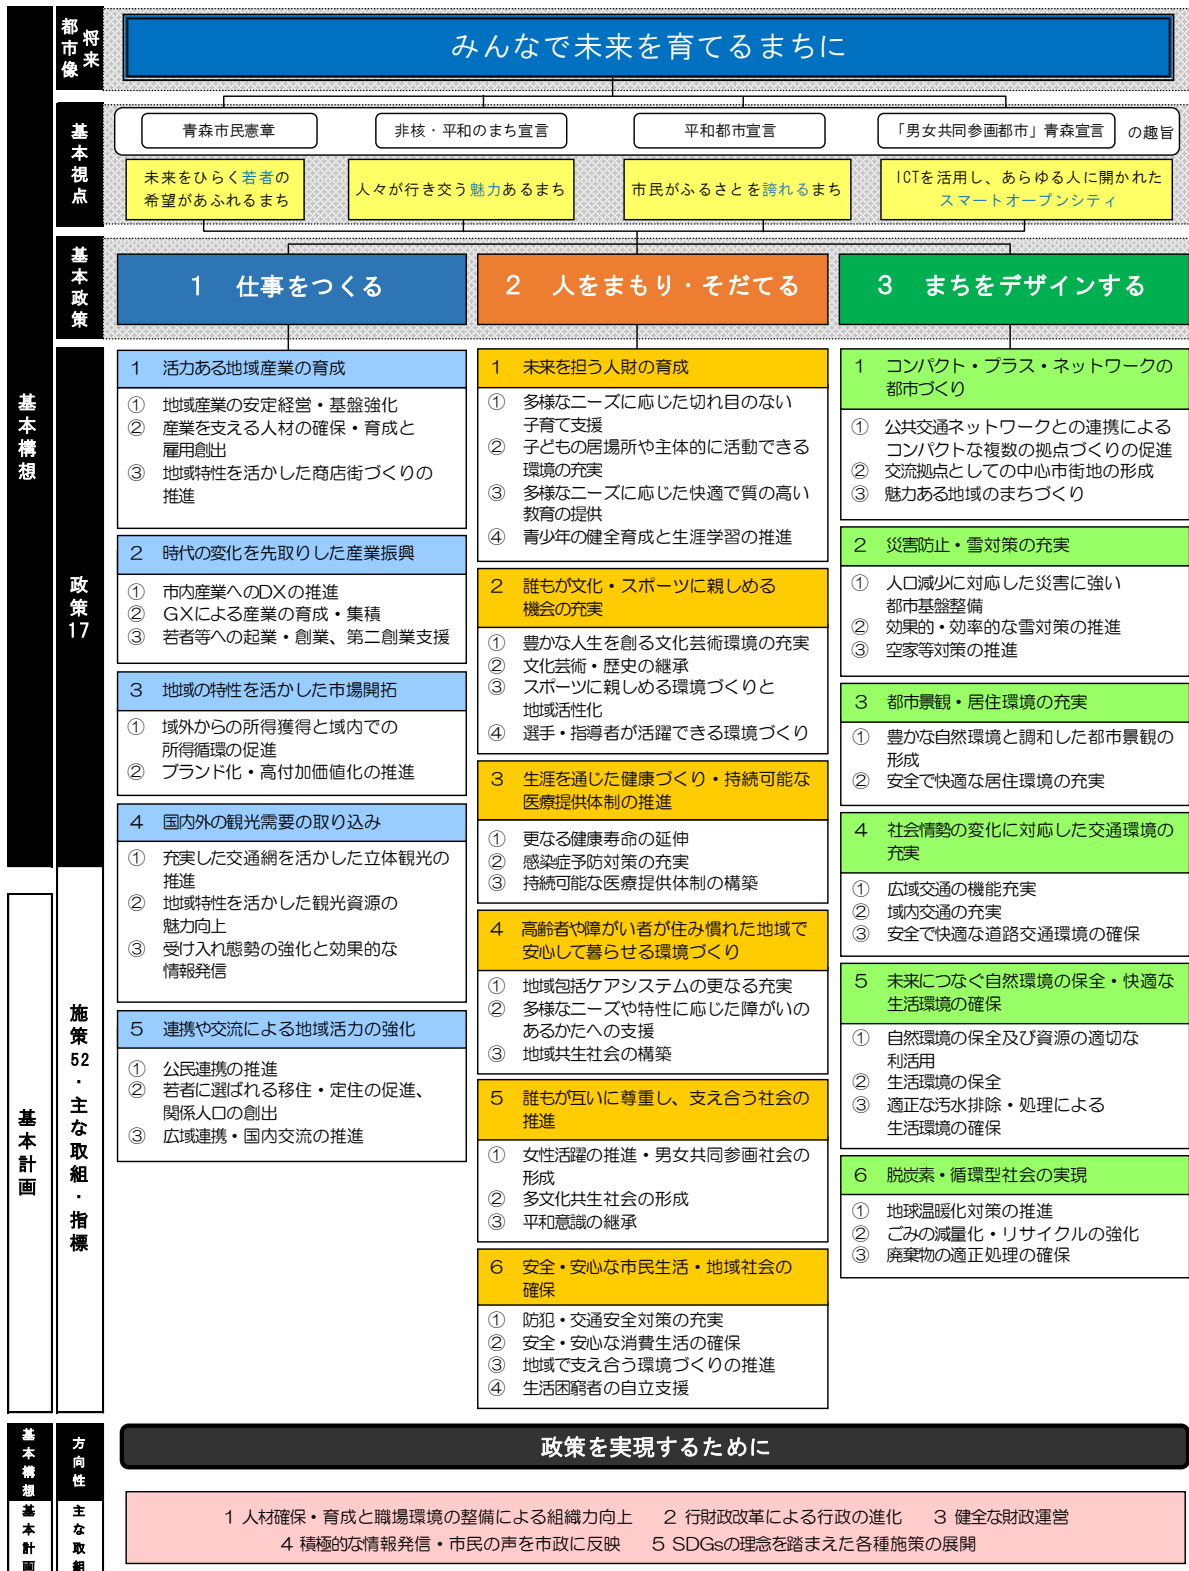 将来
都市像
みんなで未来を育てるまちに
基本視点
青森市民憲章
非核・平和のまち宣言
平和都市宣言
「男女共同参画都市」青森宣言
の趣旨
未来をひらく若者の
希望があふれるまち
人々が行き交う魅力あるまち
市民がふるさとを誇れるまち
ICTを活用し、あらゆる人に開かれた
スマートオープンシティ
基本政策
1 仕事をつくる
2 人をまもり・そだてる
3 まちをデザインする
基本構想
政策17
基本計画
施策52・主な取組・指標
1 活力ある地域産業の育成
① 地域産業の安定経営・基盤強化
② 産業を支える人材の確保・育成と
雇用創出
③ 地域特性を活かした商店街づくりの
推進
2 時代の変化を先取りした産業振興
① 市内産業へのDXの推進
② GXによる産業の育成・集積
③ 若者等への起業・創業、第二創業支援
3 地域の特性を活かした市場開拓
① 域外からの所得獲得と域内での
所得循環の促進
② ブランド化・高付加価値化の推進
4 国内外の観光需要の取り込み
① 充実した交通網を活かした立体観光の
推進
② 地域特性を活かした観光資源の
魅力向上
③ 受け入れ態勢の強化と効果的な
情報発信
5 連携や交流による地域活力の強化
① 公民連携の推進
② 若者に選ばれる移住・定住の促進、
関係人口の創出
③ 広域連携・国内交流の推進
1 未来を担う人財の育成
① 多様なニーズに応じた切れ目のない
子育て支援
② 子どもの居場所や主体的に活動できる
環境の充実
③ 多様なニーズに応じた快適で質の高い
教育の提供
④ 青少年の健全育成と生涯学習の推進
2 誰もが文化・スポーツに親しめる
機会の充実
① 豊かな人生を創る文化芸術環境の充実
② 文化芸術・歴史の継承
③ スポーツに親しめる環境づくりと
地域活性化
④ 選手・指導者が活躍できる環境づくり
3 生涯を通じた健康づくり・持続可能な
医療提供体制の推進
① 更なる健康寿命の延伸
② 感染症予防対策の充実
③ 持続可能な医療提供体制の構築
4 高齢者や障がい者が住み慣れた地域で
安心して暮らせる環境づくり
① 地域包括ケアシステムの更なる充実
② 多様なニーズや特性に応じた障がいの
あるかたへの支援
③ 地域共生社会の構築
5 誰もが互いに尊重し、支え合う社会の
推進
① 女性活躍の推進・男女共同参画社会の
形成
② 多文化共生社会の形成
③ 平和意識の継承
6 安全・安心な市民生活・地域社会の
確保
① 防犯・交通安全対策の充実
② 安全・安心な消費生活の確保
③ 地域で支え合う環境づくりの推進
④ 生活困窮者の自立支援
1 コンパクト・プラス・ネットワークの
都市づくり
① 公共交通ネットワークとの連携による
コンパクトな複数の拠点づくりの促進
② 交流拠点としての中心市街地の形成
③ 魅力ある地域のまちづくり
2 災害防止・雪対策の充実
① 人口減少に対応した災害に強い
都市基盤整備
② 効果的・効率的な雪対策の推進
③ 空家等対策の推進
3 都市景観・居住環境の充実
① 豊かな自然環境と調和した都市景観の
形成
② 安全で快適な居住環境の充実
4 社会情勢の変化に対応した交通環境の
充実
① 広域交通の機能充実
② 域内交通の充実
③ 安全で快適な道路交通環境の確保
5 未来につなぐ自然環境の保全・快適な
生活環境の確保
① 自然環境の保全及び資源の適切な
利活用
② 生活環境の保全
③ 適正な汚水排除・処理による
生活環境の確保
6 脱炭素・循環型社会の実現
① 地球温暖化対策の推進
② ごみの減量化・リサイクルの強化
③ 廃棄物の適正処理の確保
基本構想
方向性
政策を実現するために
基本計画
主な取組
1 人材確保・育成と職場環境の整備による組織力向上 2 行財政改革による行政の進化 3 健全な財政運営
4 積極的な情報発信・市民の声を市政に反映 5 SDGsの理念を踏まえた各種施策の展開